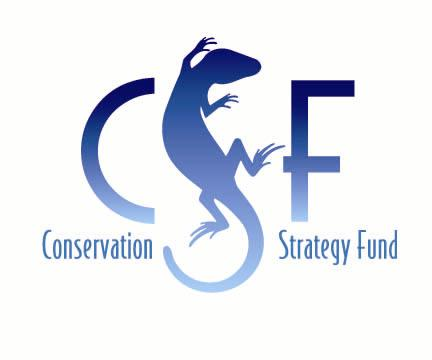 CSF
Conservation Strategy Fund